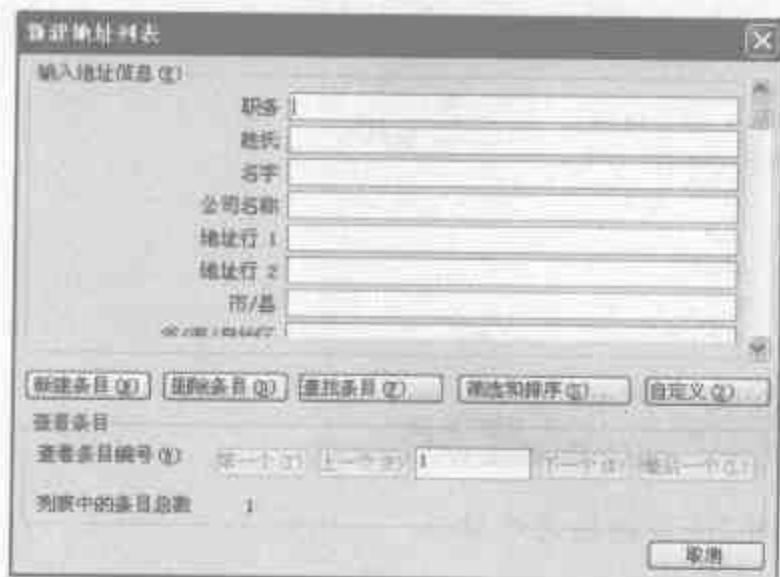 新建地址列表
输入地址信息(E)
职务
姓氏
名字
公司名称
地址行 1
地址行 2
市/县
新建条目(N) 删除条目(D) 查找条目(F)... 筛选和排序(S)... 自定义(Z)...
查看条目
查看条目编号(V) 第一个(I) 上一个(P) 1 下一个(X) 最后一个(L)
列表中的条目总数 1
取消